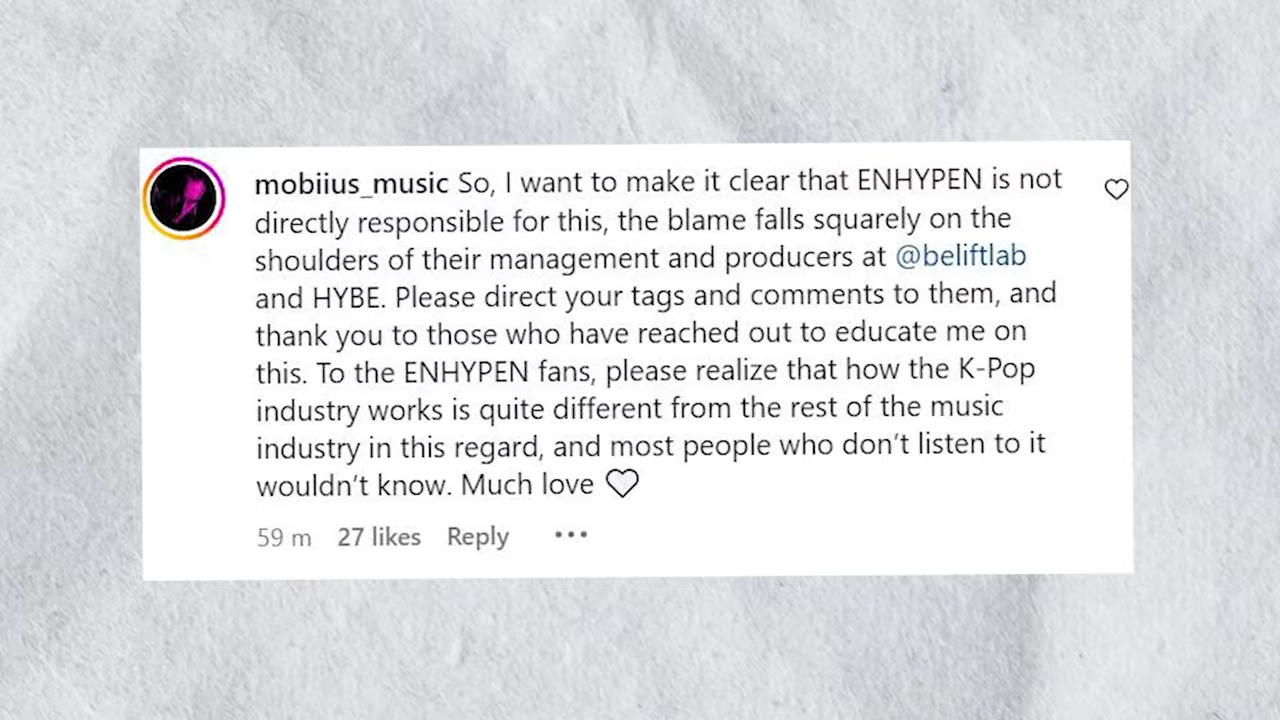 mobiius_music So, I want to make it clear that ENHYPEN is not
directly responsible for this, the blame falls squarely on the
shoulders of their management and producers at @beliftlab
and HYBE. Please direct your tags and comments to them, and
thank you to those who have reached out to educate me on
this. To the ENHYPEN fans, please realize that how the K-Pop
industry works is quite different from the rest of the music
industry in this regard, and most people who don’t listen to it
wouldn’t know. Much love ♡
59 m 27 likes Reply •••